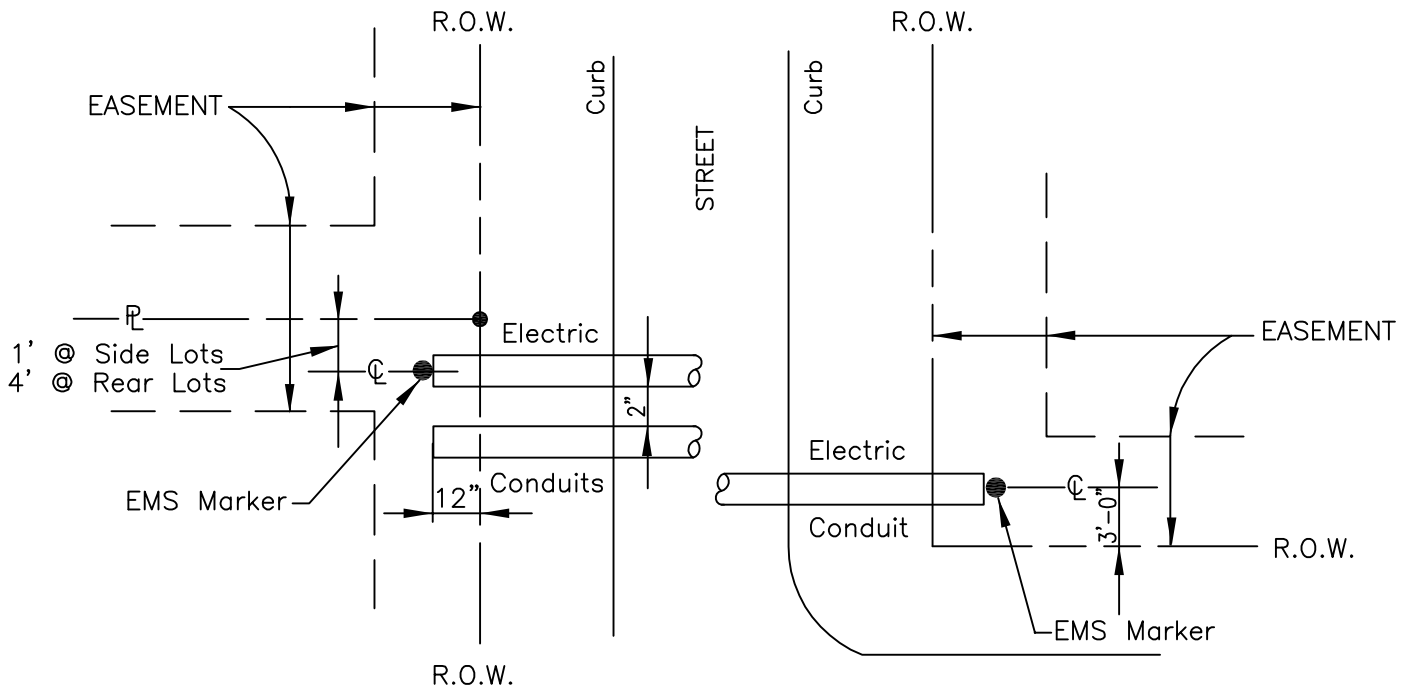 R.O.W.
R.O.W.
EASEMENT
Curb
Curb
STREET
PL
1' @ Side Lots
4' @ Rear Lots
Electric
CL
2"
EASEMENT
EMS Marker
12"
Conduits
Electric
CL
3'-0"
Conduit
R.O.W.
EMS Marker
R.O.W.